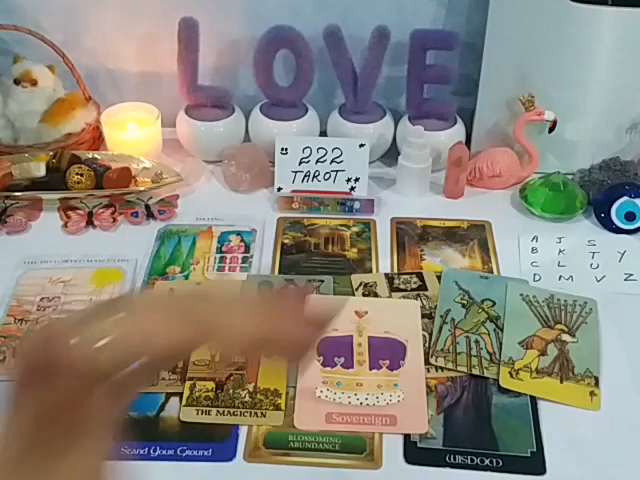 LOVE
222
TAROT
A J S
B K T Y
C L U
D M V Z
THE MAGICIAN
Sovereign
Stand Your Ground
BLOSSOMING
ABUNDANCE
WISDOM